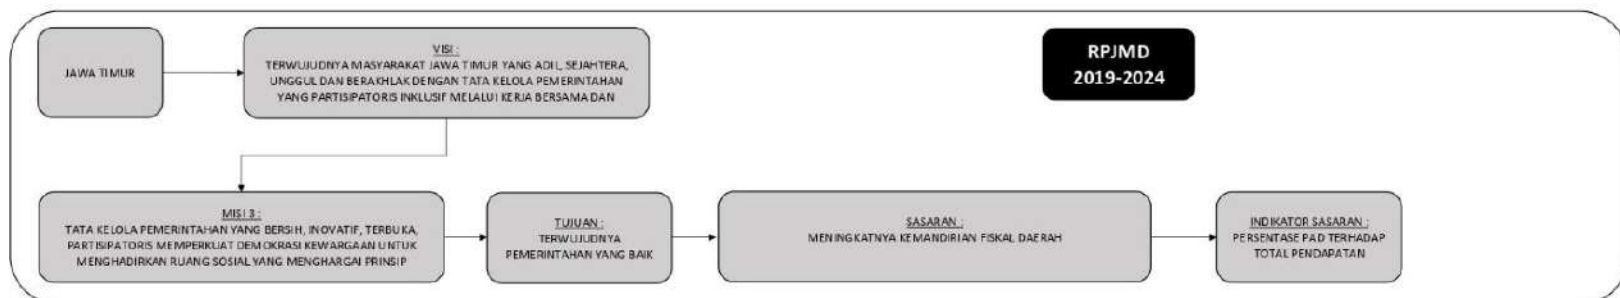 JAWA TIMUR
VISI :
TERWUJUDNYA MASYARAKAT JAWA TIMUR YANG ADIL, SEJAHTERA,
UNGGUL DAN BERAKHLAK DENGAN TATA KELOLA PEMERINTAHAN
YANG PARTISIPATORIS INKLUSIF MELALUI KERJA BERSAMA DAN
RPJMD
2019-2024
MISI 3 :
TATA KELOLA PEMERINTAHAN YANG BERSIH, INOVATIF, TERBUKA,
PARTISIPATORIS MEMPERKUAT DEMOKRASI KEWARGAAN UNTUK
MENGHADIRKAN RUANG SOSIAL YANG MENGHARGAI PRINSIP
TUJUAN :
TERWUJUDNYA
PEMERINTAHAN YANG BAIK
SASARAN :
MENINGKATNYA KEMANDIRIAN FISKAL DAERAH
INDIKATOR SASARAN :
PERSENTASE PAD TERHADAP
TOTAL PENDAPATAN